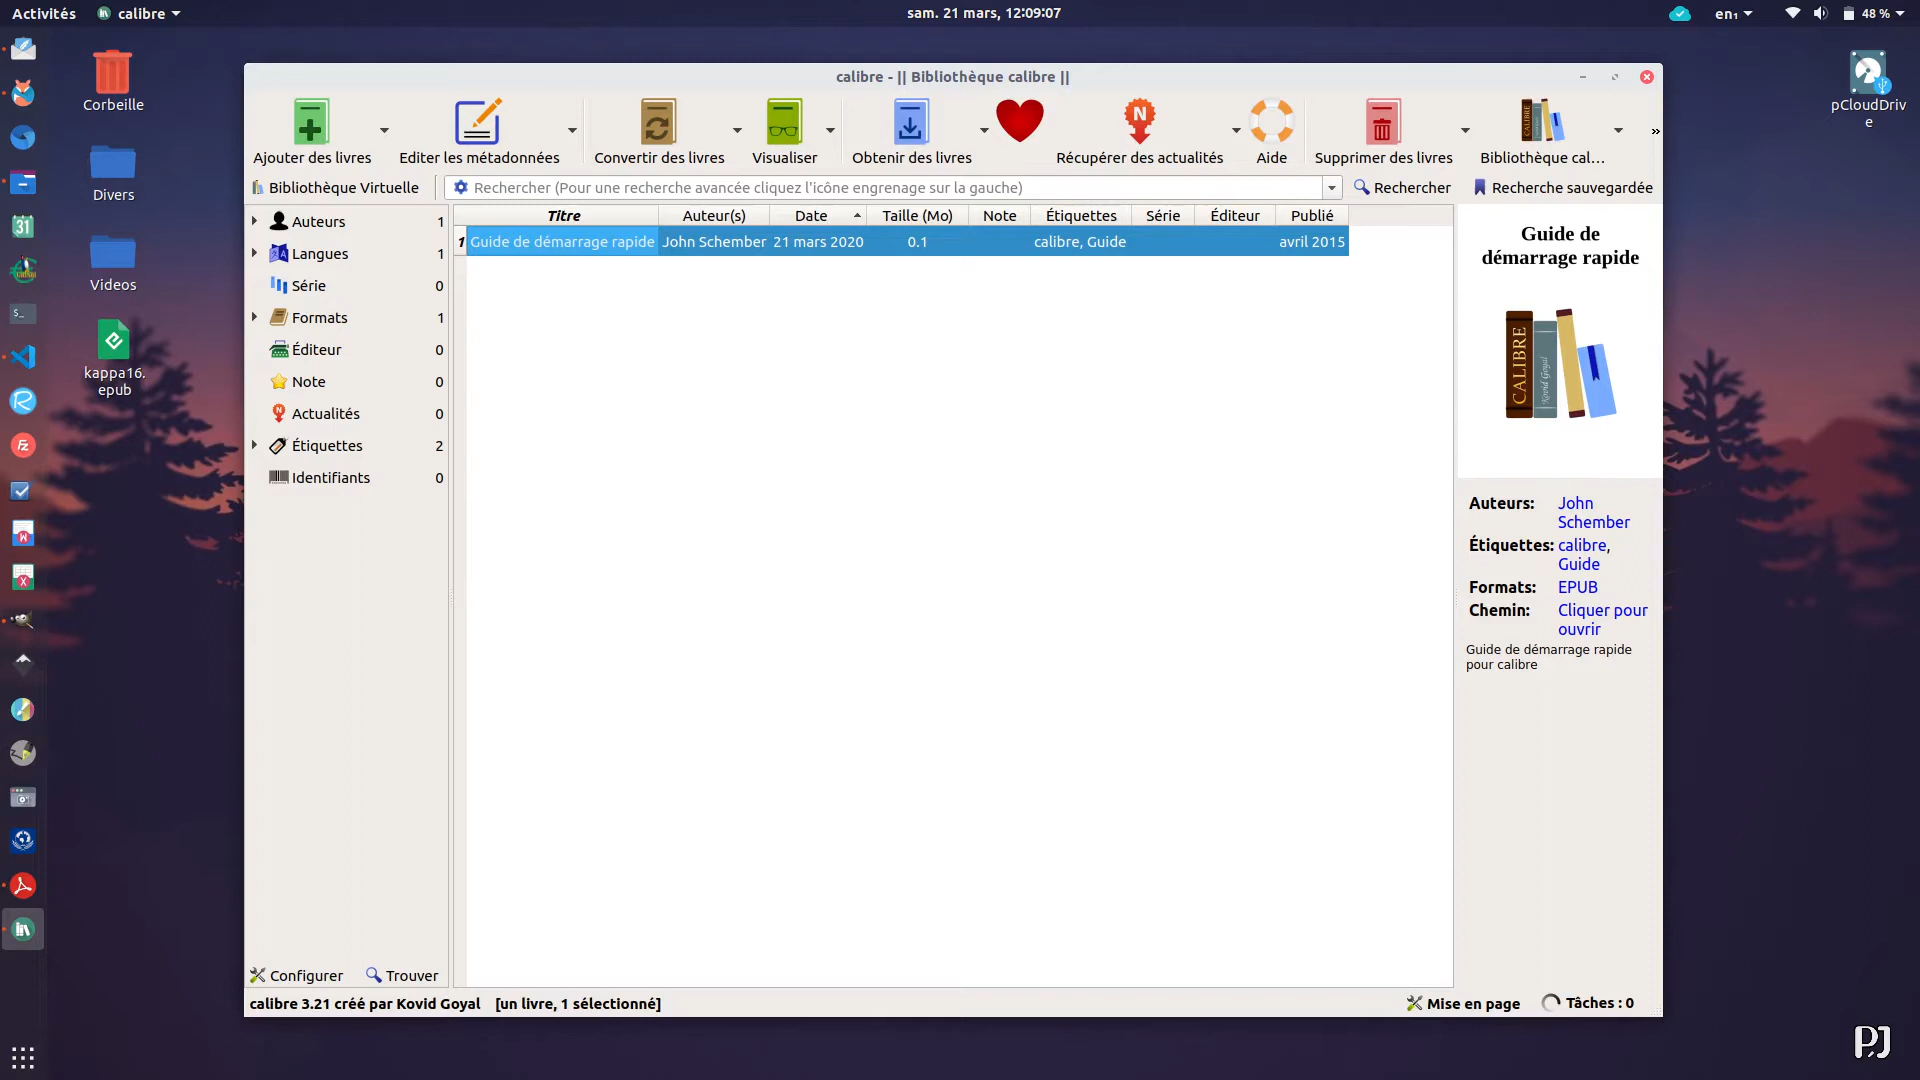 Activités calibre sam. 21 mars, 12:09:07 en₁ 48 %
Corbeille
Divers
Videos
kappa16.
epub
31
pCloudDriv
e
calibre - || Bibliothèque calibre ||
Ajouter des livres Editer les métadonnées Convertir des livres Visualiser Obtenir des livres Récupérer des actualités Aide Supprimer des livres Bibliothèque cal... »
Bibliothèque Virtuelle Rechercher (Pour une recherche avancée cliquez l'icône engrenage sur la gauche) Rechercher Recherche sauvegardée
Auteurs 1
Langues 1
Série 0
Formats 1
Éditeur 0
Note 0
Actualités 0
Étiquettes 2
Identifiants 0
Titre Auteur(s) Date Taille (Mo) Note Étiquettes Série Éditeur Publié
1 Guide de démarrage rapide John Schember 21 mars 2020 0.1 calibre, Guide avril 2015
Guide de
démarrage rapide
CALIBRE
Kovid Goyal
Auteurs: John
Schember
Étiquettes: calibre,
Guide
Formats: EPUB
Chemin: Cliquer pour
ouvrir
Guide de démarrage rapide
pour calibre
Configurer Trouver
calibre 3.21 créé par Kovid Goyal [un livre, 1 sélectionné] Mise en page Tâches : 0
PJ